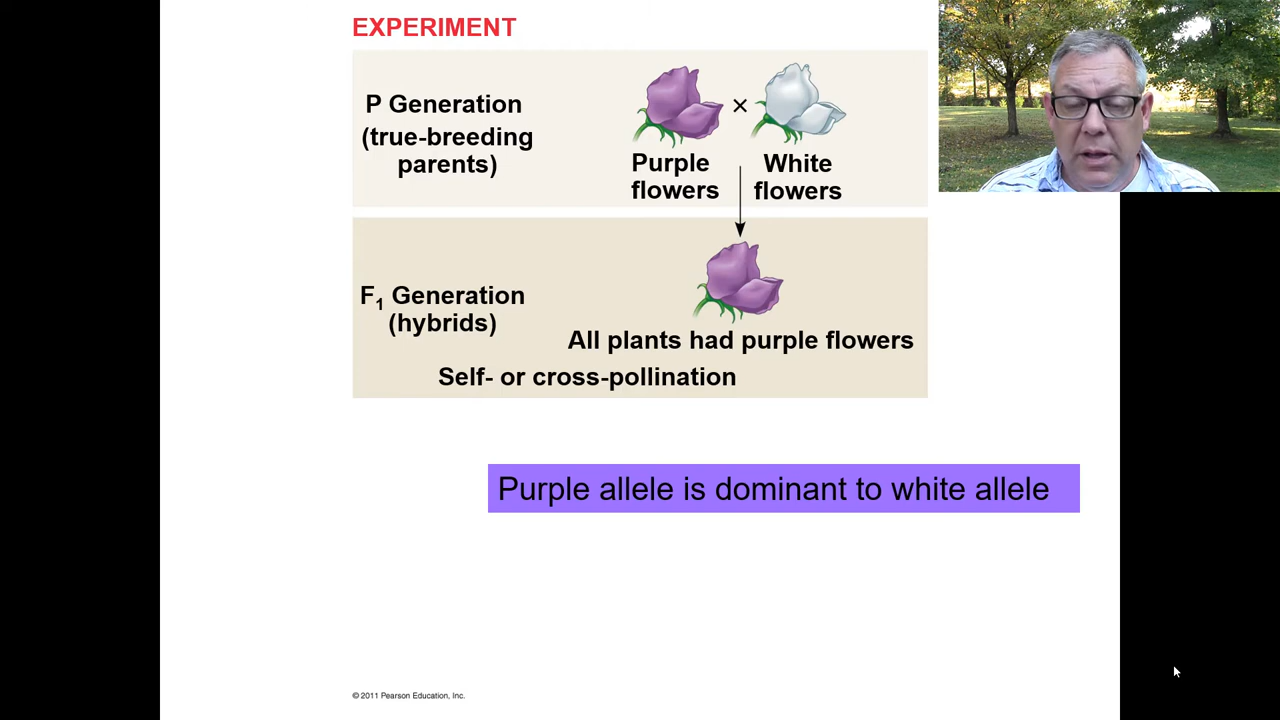 EXPERIMENT
P Generation
(true-breeding
parents)
Purple
flowers
×
White
flowers
F₁ Generation
(hybrids)
All plants had purple flowers
Self- or cross-pollination
Purple allele is dominant to white allele
© 2011 Pearson Education, Inc.